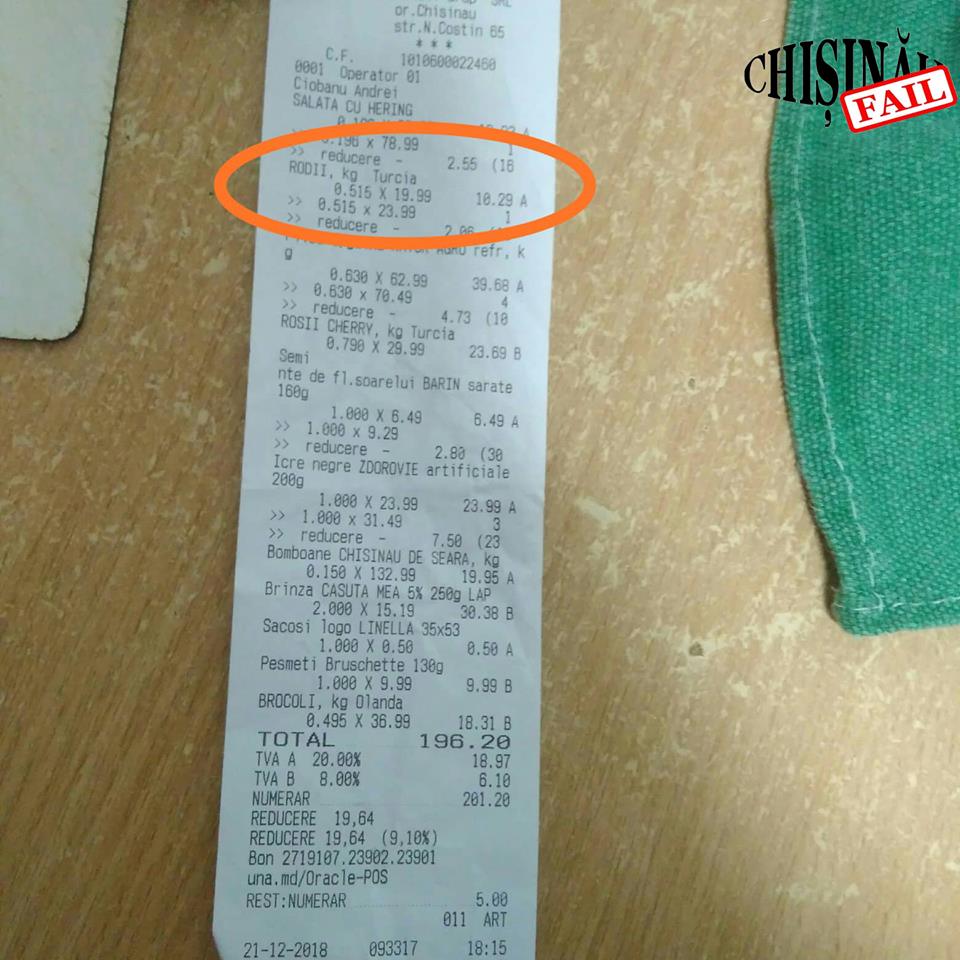 SRL
or.Chisinau
str.N.Costin 65
* * *
C.F. 1010600022460
0001 Operator 01
Ciobanu Andrei
SALATA CU HERING
0.196 x 78.99 1
>> reducere - 2.55 (16
RODII, kg Turcia
0.515 X 19.99 10.29 A
>> 0.515 x 23.99 1
>> reducere - 2.06
AGRO refr, k
g
0.630 X 62.99 39.68 A
>> 0.630 x 70.49 4
>> reducere - 4.73 (10
ROSII CHERRY, kg Turcia
0.790 X 29.99 23.69 B
Semi
nte de fl.soarelui BARIN sarate
160g
1.000 X 6.49 6.49 A
>> 1.000 x 9.29
>> reducere - 2.80 (30
Icre negre ZDOROVIE artificiale
200g
1.000 X 23.99 23.99 A
>> 1.000 x 31.49 3
>> reducere - 7.50 (23
Bomboane CHISINAU DE SEARA, kg
0.150 X 132.99 19.95 A
Brinza CASUTA MEA 5% 250g LAP
2.000 X 15.19 30.38 B
Sacosi logo LINELLA 35x53
1.000 X 0.50 0.50 A
Pesmeti Bruschette 130g
1.000 X 9.99 9.99 B
BROCOLI, kg Olanda
0.495 X 36.99 18.31 B
TOTAL 196.20
TVA A 20.00% 18.97
TVA B 8.00% 6.10
NUMERAR 201.20
REDUCERE 19,64
REDUCERE 19,64 (9,10%)
Bon 2719107.23902.23901
una.md/Oracle-POS
REST:NUMERAR 5.00
011 ART
21-12-2018 093317 18:15
CHIȘINĂU
FAIL